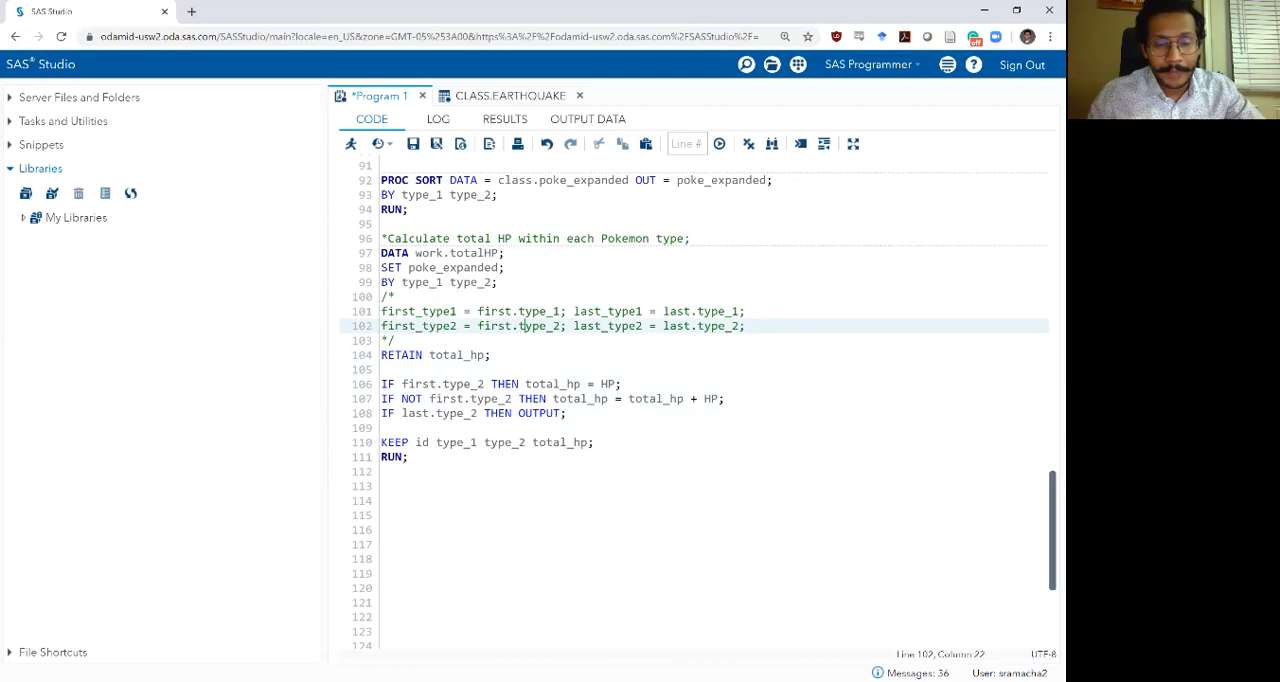 SAS Studio
odamid-usw2.oda.sas.com/SASStudio/main?locale=en_US&zone=GMT-05%253A00&https%3A%2F%2Fodamid-usw2.oda.sas.com%2FSASStudio%2F=
off
SAS® Studio
SAS Programmer
Sign Out
Server Files and Folders
Tasks and Utilities
Snippets
Libraries
My Libraries
File Shortcuts
*Program 1
CLASS.EARTHQUAKE
CODE LOG RESULTS OUTPUT DATA
Line #
91
92 PROC SORT DATA = class.poke_expanded OUT = poke_expanded;
93 BY type_1 type_2;
94 RUN;
95
96 *Calculate total HP within each Pokemon type;
97 DATA work.totalHP;
98 SET poke_expanded;
99 BY type_1 type_2;
100 /*
101 first_type1 = first.type_1; last_type1 = last.type_1;
102 first_type2 = first.type_2; last_type2 = last.type_2;
103 */
104 RETAIN total_hp;
105
106 IF first.type_2 THEN total_hp = HP;
107 IF NOT first.type_2 THEN total_hp = total_hp + HP;
108 IF last.type_2 THEN OUTPUT;
109
110 KEEP id type_1 type_2 total_hp;
111 RUN;
112
113
114
115
116
117
118
119
120
121
122
123
124
Line 102, Column 22
UTF-8
Messages: 36
User: sramacha2